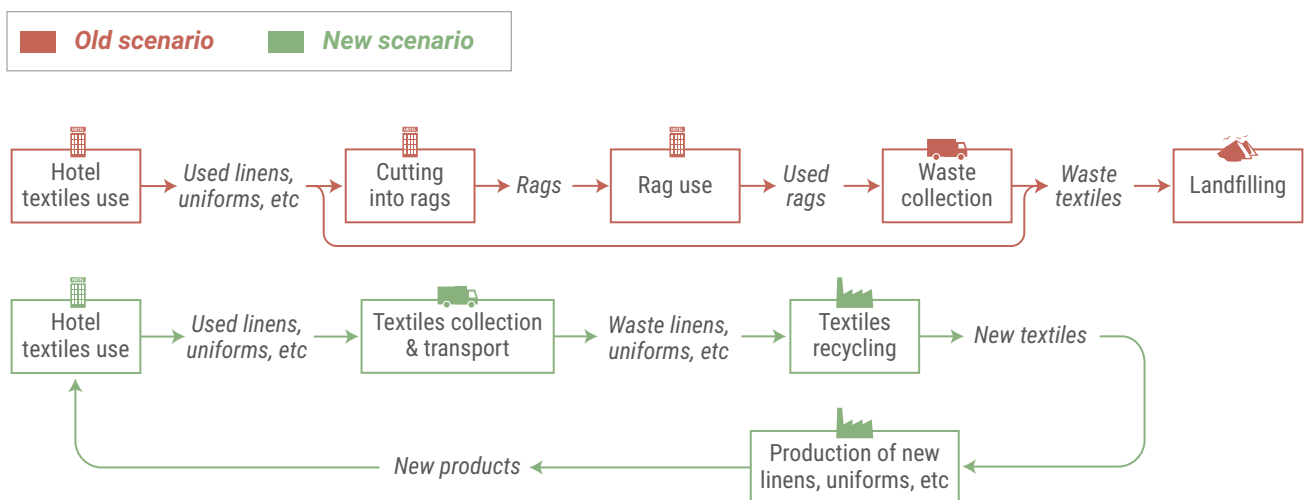 Old scenario
New scenario
Hotel
textiles use
Used linens,
uniforms, etc
Cutting
into rags
Rags
Rag use
Used
rags
Waste
collection
Waste
textiles
Landfilling
Hotel
textiles use
Used linens,
uniforms, etc
Textiles collection
& transport
Waste linens,
uniforms, etc
Textiles
recycling
New textiles
Production of new
linens, uniforms, etc
New products